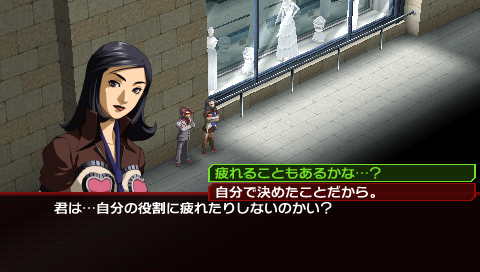 疲れることもあるかな…？
自分で決めたことだから。
君は…自分の役割に疲れたりしないのかい？